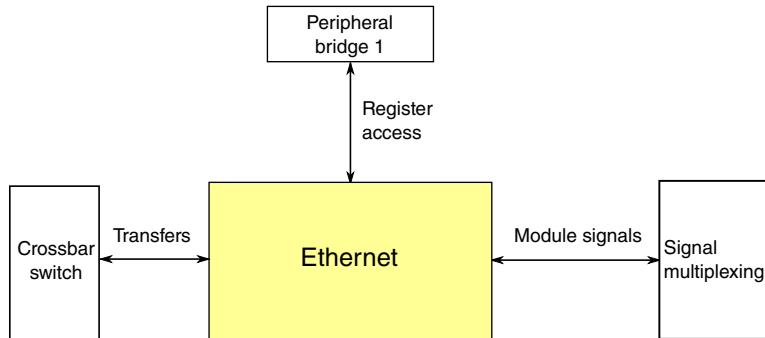 Peripheral
bridge 1
Register
access
Crossbar
switch
Transfers
Ethernet
Module signals
Signal
multiplexing